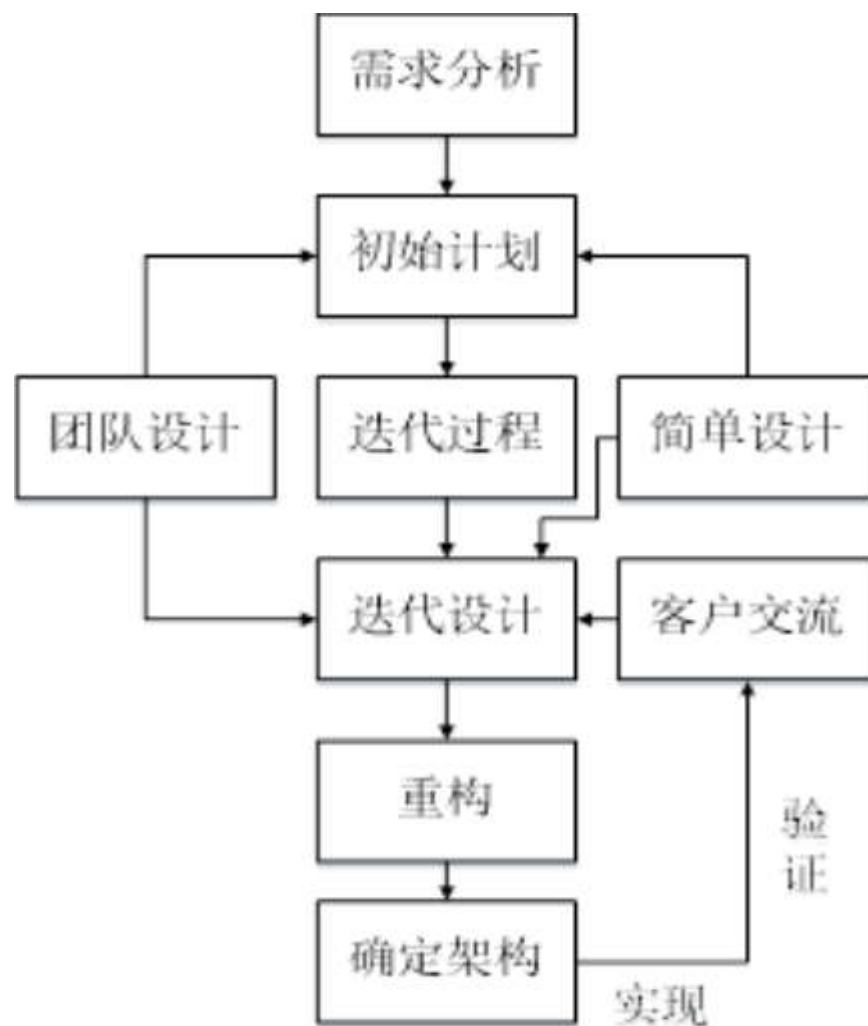 需求分析
初始计划
团队设计
迭代过程
简单设计
迭代设计
客户交流
重构
验
证
确定架构
实现